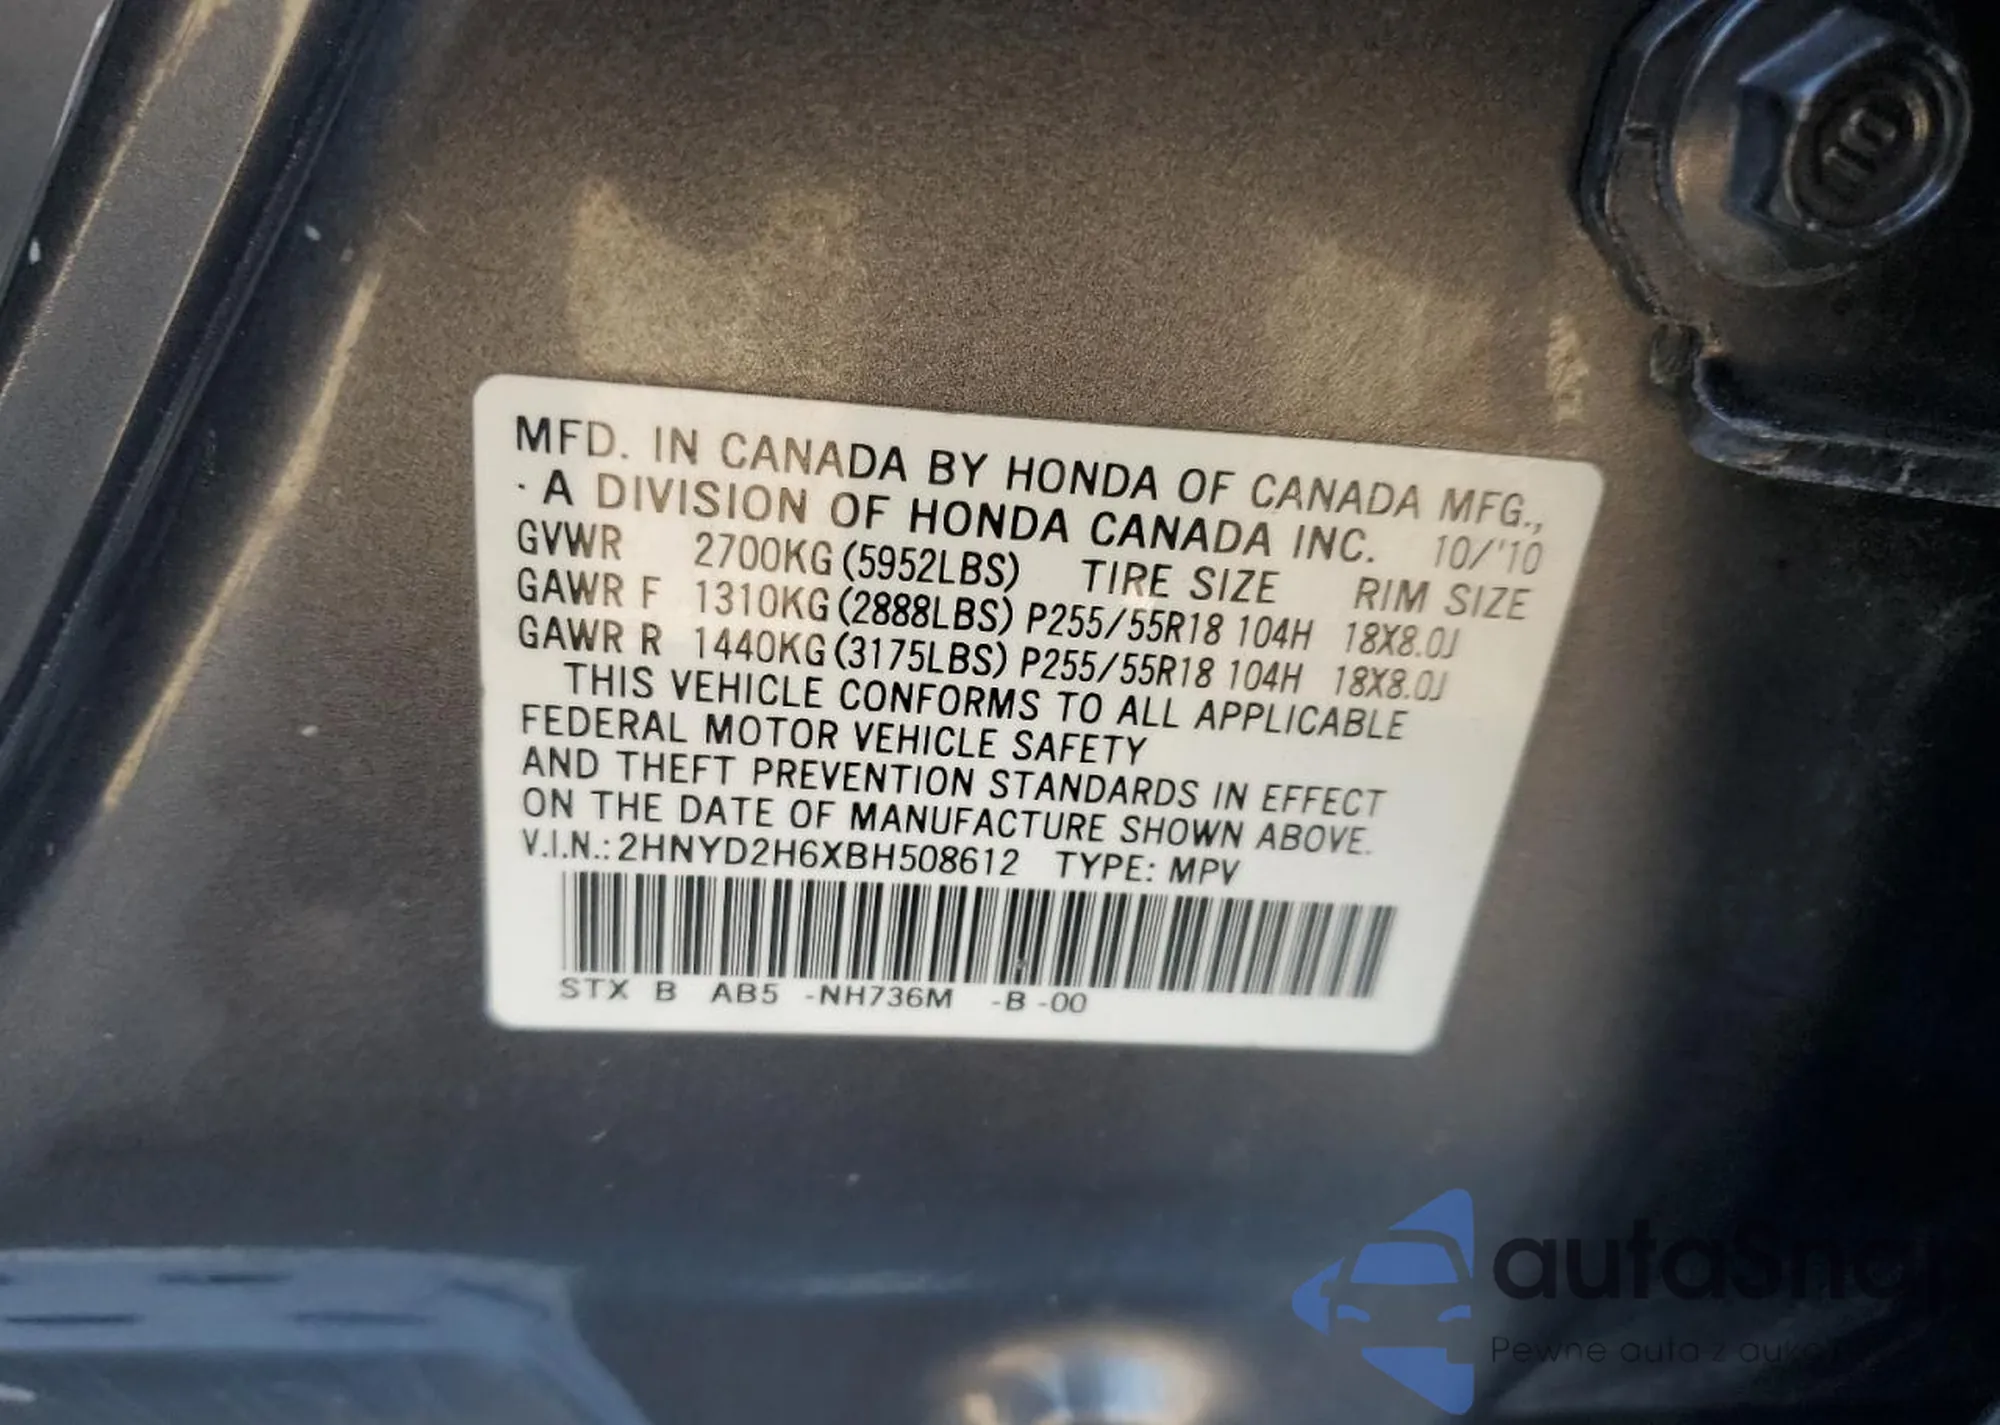 MFD. IN CANADA BY HONDA OF CANADA MFG.,
· A DIVISION OF HONDA CANADA INC. 10/'10
GVWR 2700KG (5952LBS) TIRE SIZE RIM SIZE
GAWR F 1310KG (2888LBS) P255/55R18 104H 18X8.0J
GAWR R 1440KG (3175LBS) P255/55R18 104H 18X8.0J
THIS VEHICLE CONFORMS TO ALL APPLICABLE
FEDERAL MOTOR VEHICLE SAFETY
AND THEFT PREVENTION STANDARDS IN EFFECT
ON THE DATE OF MANUFACTURE SHOWN ABOVE.
V.I.N.: 2HNYD2H6XBH508612 TYPE: MPV
STX B AB5 -NH736M -B -00
autaSnap
Pewne auta z